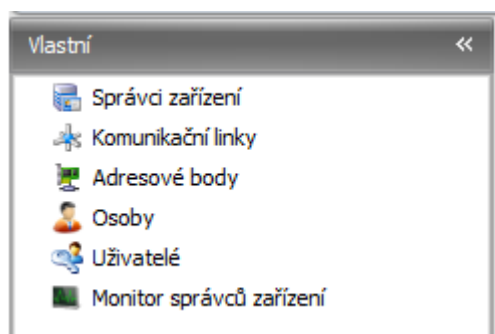 Vlastní
Správci zařízení
Komunikační linky
Adresové body
Osoby
Uživatelé
Monitor správců zařízení